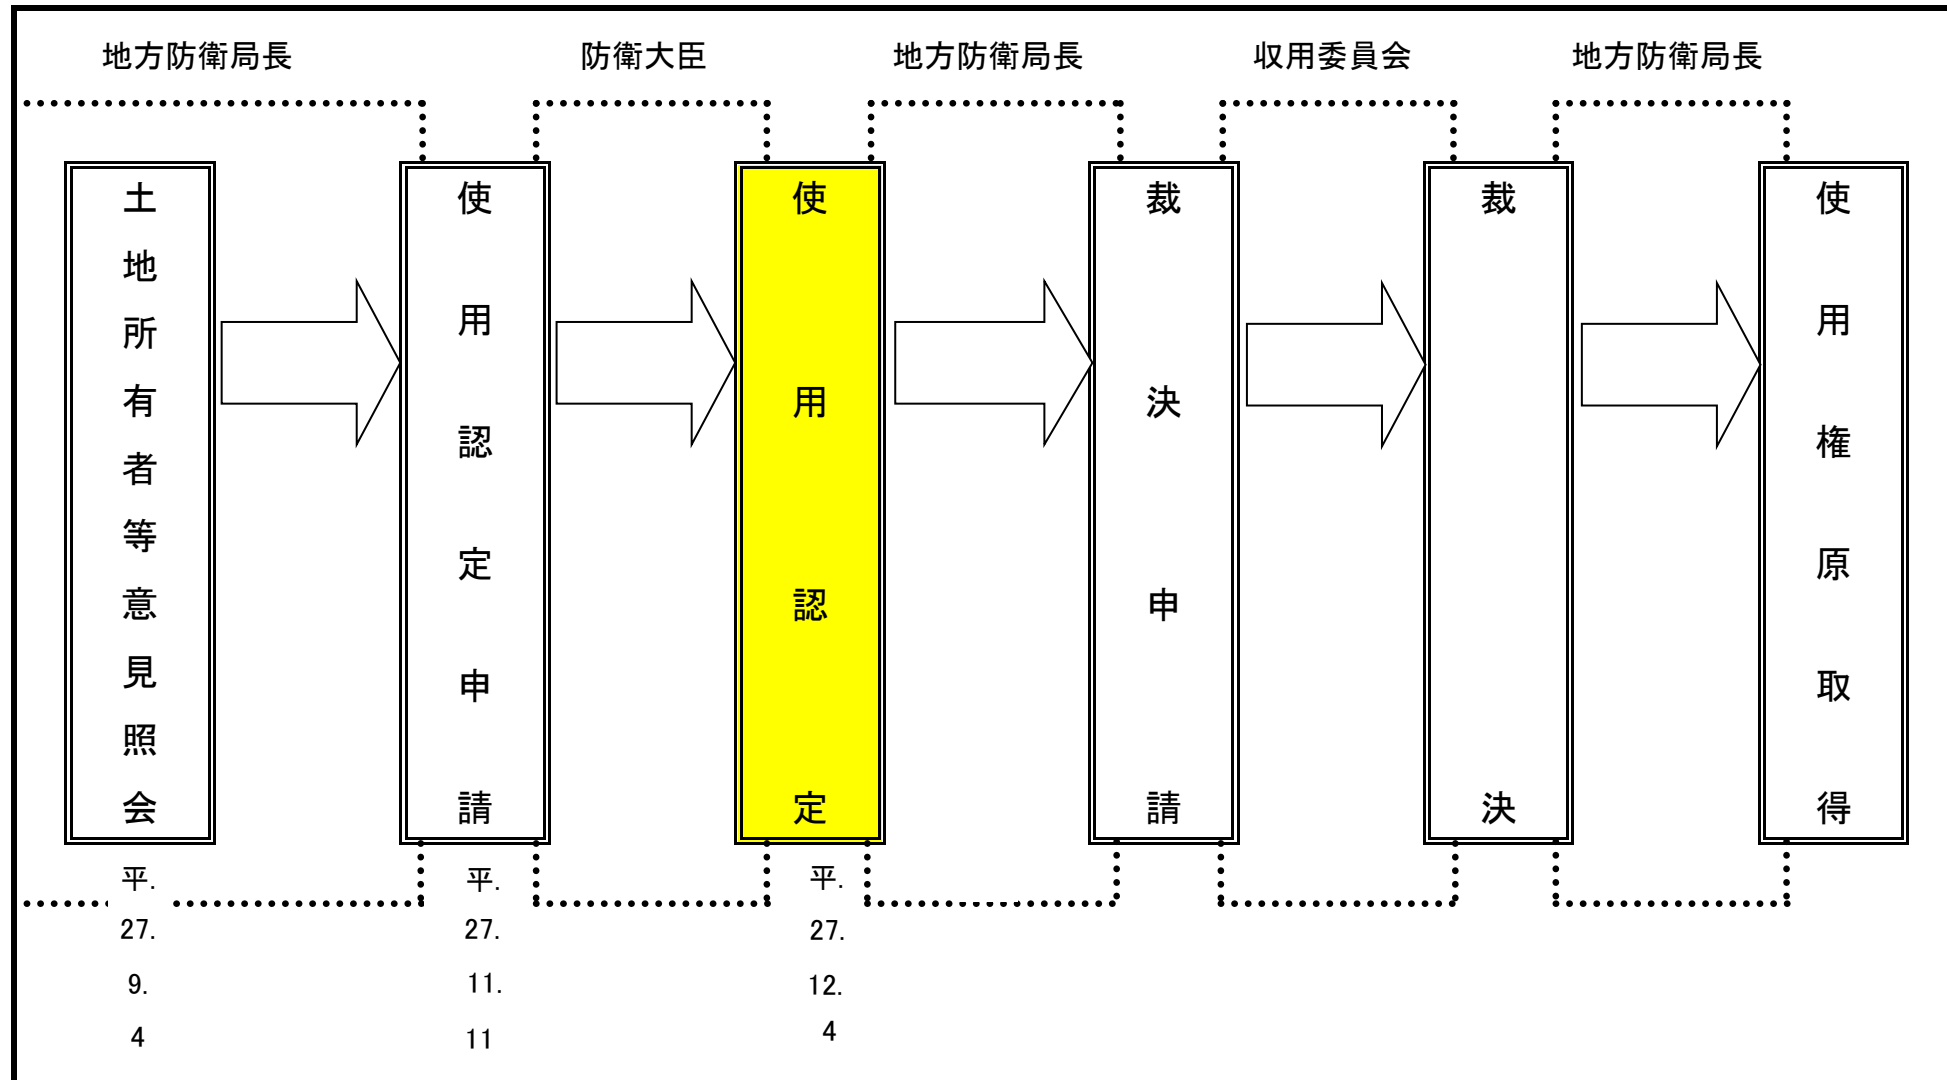 地方防衛局長
防衛大臣
地方防衛局長
収用委員会
地方防衛局長
土地所有者等意見照会
使用認定申請
使用認定
裁決申請
裁決
使用権原取得
平.
27.
9.
4
平.
27.
11.
11
平.
27.
12.
4